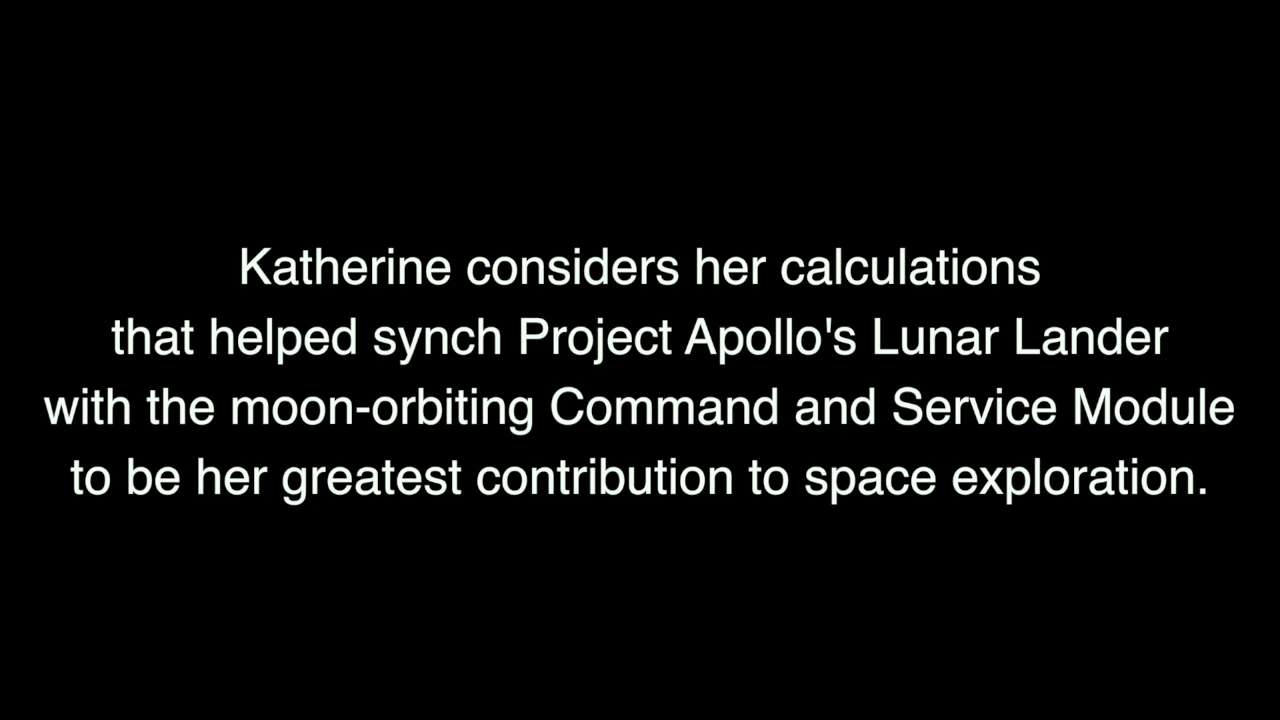 Katherine considers her calculations
that helped synch Project Apollo's Lunar Lander
with the moon-orbiting Command and Service Module
to be her greatest contribution to space exploration.